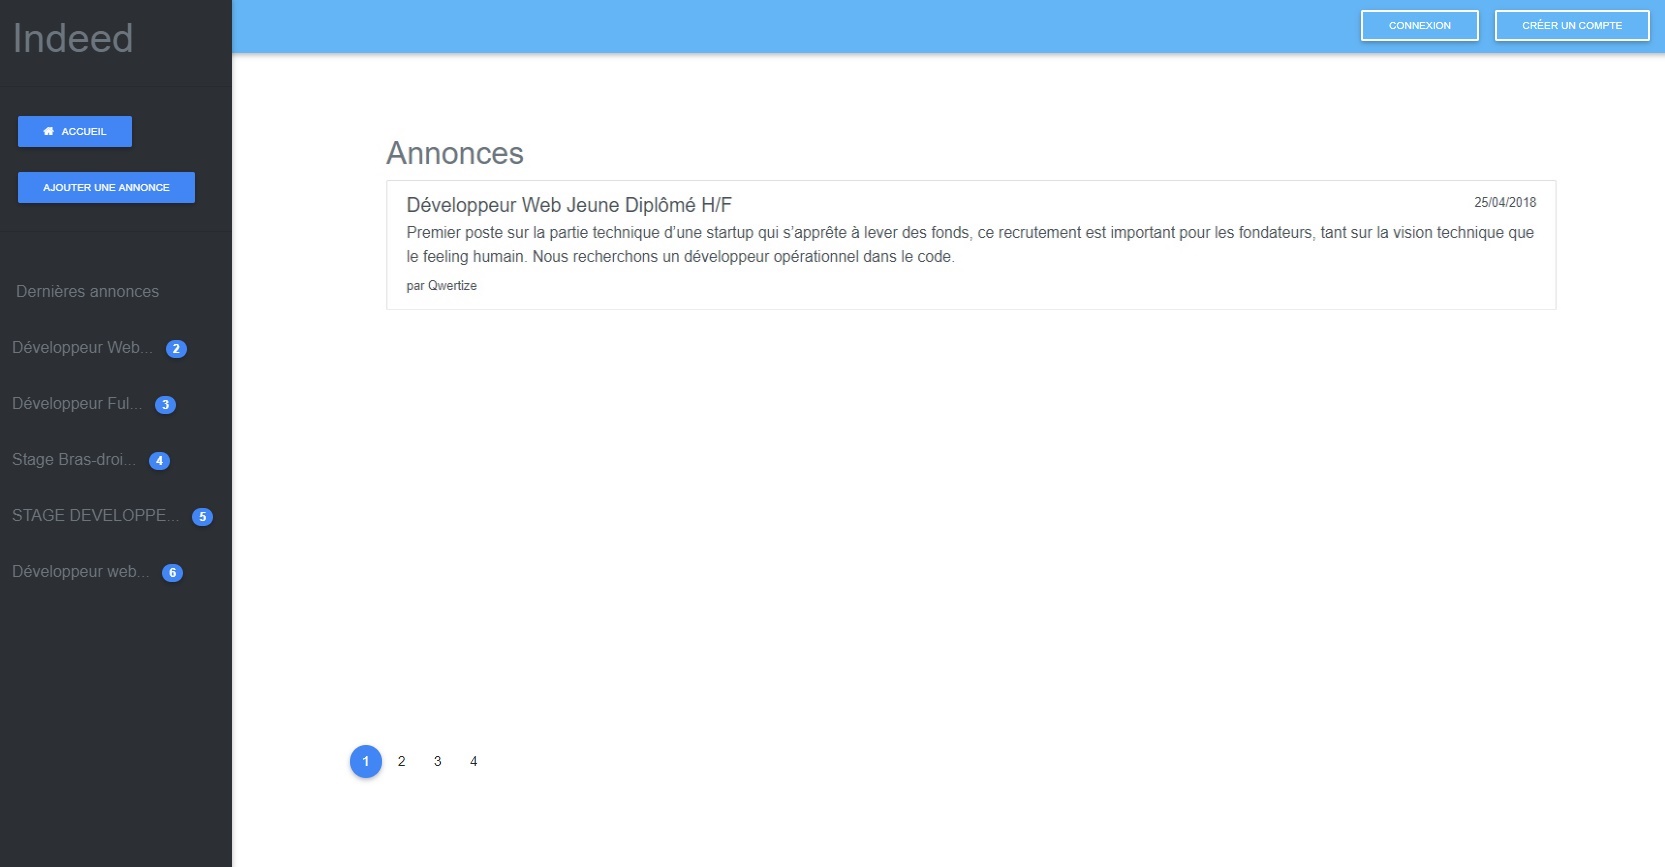 Indeed
CONNEXION
CRÉER UN COMPTE
ACCUEIL
AJOUTER UNE ANNONCE
Dernières annonces
Développeur Web... 2
Développeur Ful... 3
Stage Bras-droi... 4
STAGE DEVELOPPE... 5
Développeur web... 6
Annonces
Développeur Web Jeune Diplômé H/F
25/04/2018
Premier poste sur la partie technique d’une startup qui s’apprête à lever des fonds, ce recrutement est important pour les fondateurs, tant sur la vision technique que
le feeling humain. Nous recherchons un développeur opérationnel dans le code.
par Qwertize
1 2 3 4